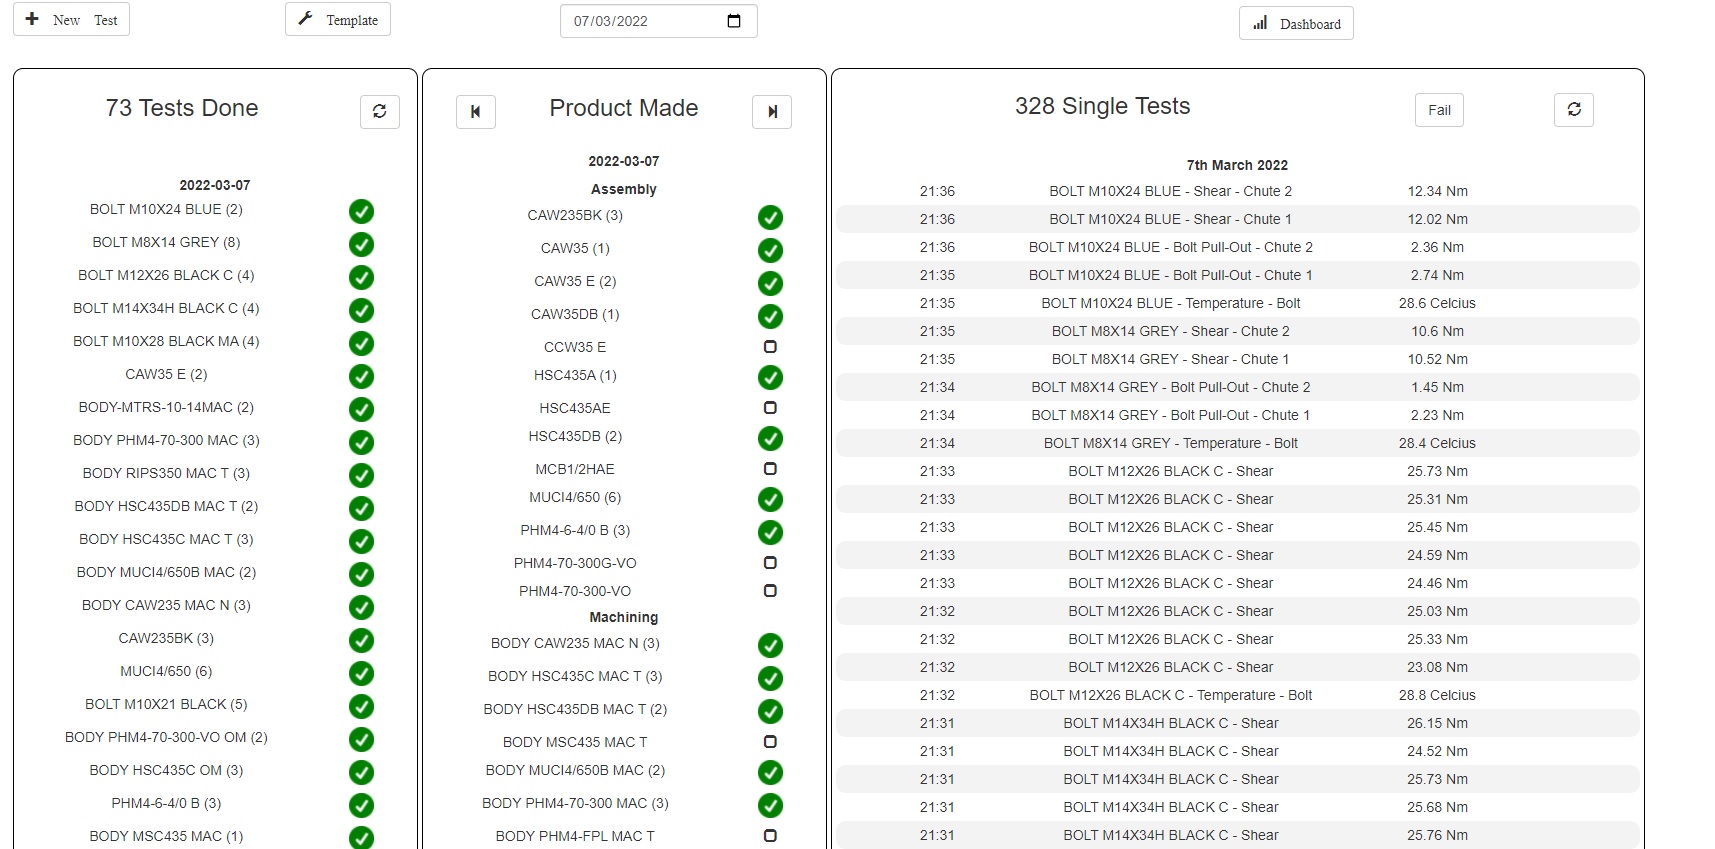 New Test
Template
07/03/2022
Dashboard
73 Tests Done
2022-03-07
BOLT M10X24 BLUE (2)
BOLT M8X14 GREY (8)
BOLT M12X26 BLACK C (4)
BOLT M14X34H BLACK C (4)
BOLT M10X28 BLACK MA (4)
CAW35 E (2)
BODY-MTRS-10-14MAC (2)
BODY PHM4-70-300 MAC (3)
BODY RIPS350 MAC T (3)
BODY HSC435DB MAC T (2)
BODY HSC435C MAC T (3)
BODY MUCI4/650B MAC (2)
BODY CAW235 MAC N (3)
CAW235BK (3)
MUCI4/650 (6)
BOLT M10X21 BLACK (5)
BODY PHM4-70-300-VO OM (2)
BODY HSC435C OM (3)
PHM4-6-4/0 B (3)
BODY MSC435 MAC (1)
Product Made
2022-03-07
Assembly
CAW235BK (3)
CAW35 (1)
CAW35 E (2)
CAW35DB (1)
CCW35 E
HSC435A (1)
HSC435AE
HSC435DB (2)
MCB1/2HAE
MUCI4/650 (6)
PHM4-6-4/0 B (3)
PHM4-70-300G-VO
PHM4-70-300-VO
Machining
BODY CAW235 MAC N (3)
BODY HSC435C MAC T (3)
BODY HSC435DB MAC T (2)
BODY MSC435 MAC T
BODY MUCI4/650B MAC (2)
BODY PHM4-70-300 MAC (3)
BODY PHM4-FPL MAC T
328 Single Tests
Fail
7th March 2022
21:36 BOLT M10X24 BLUE - Shear - Chute 2 12.34 Nm
21:36 BOLT M10X24 BLUE - Shear - Chute 1 12.02 Nm
21:36 BOLT M10X24 BLUE - Bolt Pull-Out - Chute 2 2.36 Nm
21:35 BOLT M10X24 BLUE - Bolt Pull-Out - Chute 1 2.74 Nm
21:35 BOLT M10X24 BLUE - Temperature - Bolt 28.6 Celcius
21:35 BOLT M8X14 GREY - Shear - Chute 2 10.6 Nm
21:35 BOLT M8X14 GREY - Shear - Chute 1 10.52 Nm
21:34 BOLT M8X14 GREY - Bolt Pull-Out - Chute 2 1.45 Nm
21:34 BOLT M8X14 GREY - Bolt Pull-Out - Chute 1 2.23 Nm
21:34 BOLT M8X14 GREY - Temperature - Bolt 28.4 Celcius
21:33 BOLT M12X26 BLACK C - Shear 25.73 Nm
21:33 BOLT M12X26 BLACK C - Shear 25.31 Nm
21:33 BOLT M12X26 BLACK C - Shear 25.45 Nm
21:33 BOLT M12X26 BLACK C - Shear 24.59 Nm
21:33 BOLT M12X26 BLACK C - Shear 24.46 Nm
21:32 BOLT M12X26 BLACK C - Shear 25.03 Nm
21:32 BOLT M12X26 BLACK C - Shear 25.33 Nm
21:32 BOLT M12X26 BLACK C - Shear 23.08 Nm
21:32 BOLT M12X26 BLACK C - Temperature - Bolt 28.8 Celcius
21:31 BOLT M14X34H BLACK C - Shear 26.15 Nm
21:31 BOLT M14X34H BLACK C - Shear 24.52 Nm
21:31 BOLT M14X34H BLACK C - Shear 25.73 Nm
21:31 BOLT M14X34H BLACK C - Shear 25.68 Nm
21:31 BOLT M14X34H BLACK C - Shear 25.76 Nm